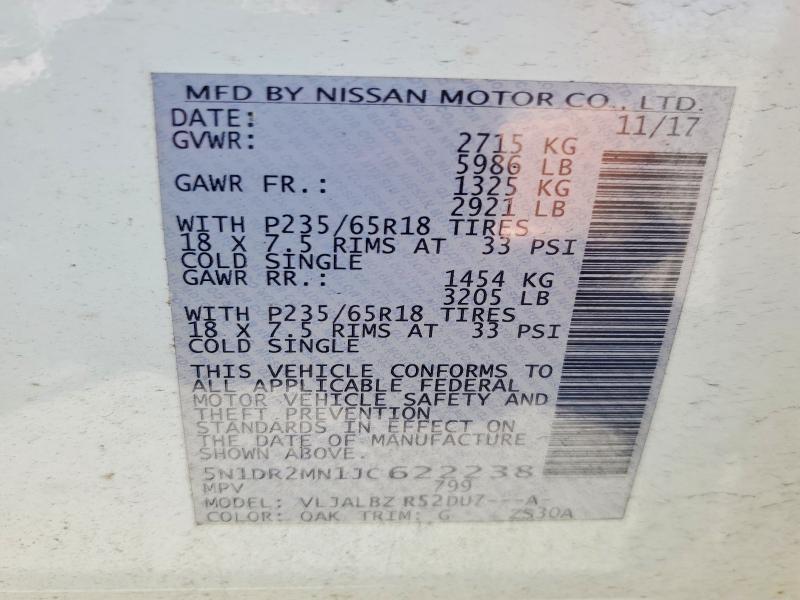 MFD BY NISSAN MOTOR CO., LTD.
DATE: 11/17
GVWR: 2715 KG
5986 LB
GAWR FR.: 1325 KG
2921 LB
WITH P235/65R18 TIRES
18 X 7.5 RIMS AT 33 PSI
COLD SINGLE
GAWR RR.: 1454 KG
3205 LB
WITH P235/65R18 TIRES
18 X 7.5 RIMS AT 33 PSI
COLD SINGLE
THIS VEHICLE CONFORMS TO
ALL APPLICABLE FEDERAL
MOTOR VEHICLE SAFETY AND
THEFT PREVENTION
STANDARDS IN EFFECT ON
THE DATE OF MANUFACTURE
SHOWN ABOVE.
5N1DR2MN1JC622238
MPV 799
MODEL: VLJALBZ R52DUZ---A-
COLOR: QAK TRIM: G ZS30A